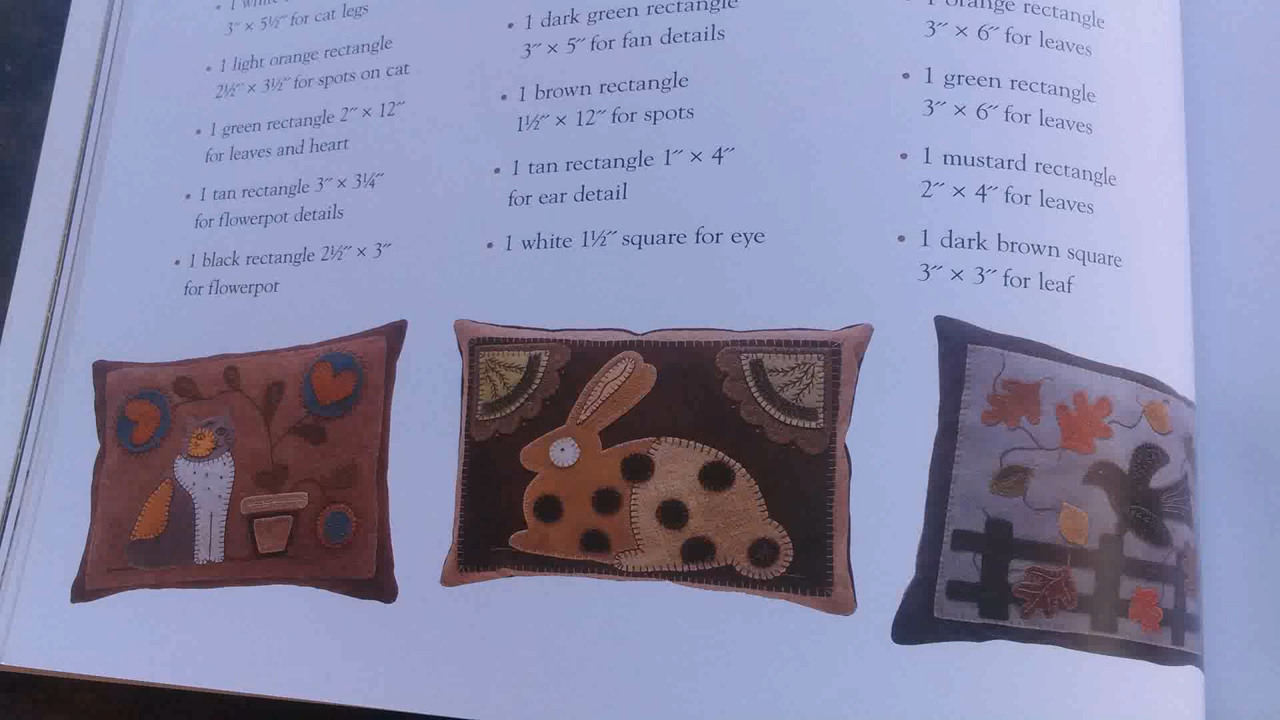 • 1 white
3″ × 5½″ for cat legs
• 1 light orange rectangle
2½″ × 3½″ for spots on cat
• 1 green rectangle 2″ × 12″
for leaves and heart
• 1 tan rectangle 3″ × 3¼″
for flowerpot details
• 1 black rectangle 2½″ × 3″
for flowerpot
• 1 dark green rectangle
3″ × 5″ for fan details
• 1 brown rectangle
1½″ × 12″ for spots
• 1 tan rectangle 1″ × 4″
for ear detail
• 1 white 1½″ square for eye
• 1 orange rectangle
3″ × 6″ for leaves
• 1 green rectangle
3″ × 6″ for leaves
• 1 mustard rectangle
2″ × 4″ for leaves
• 1 dark brown square
3″ × 3″ for leaf